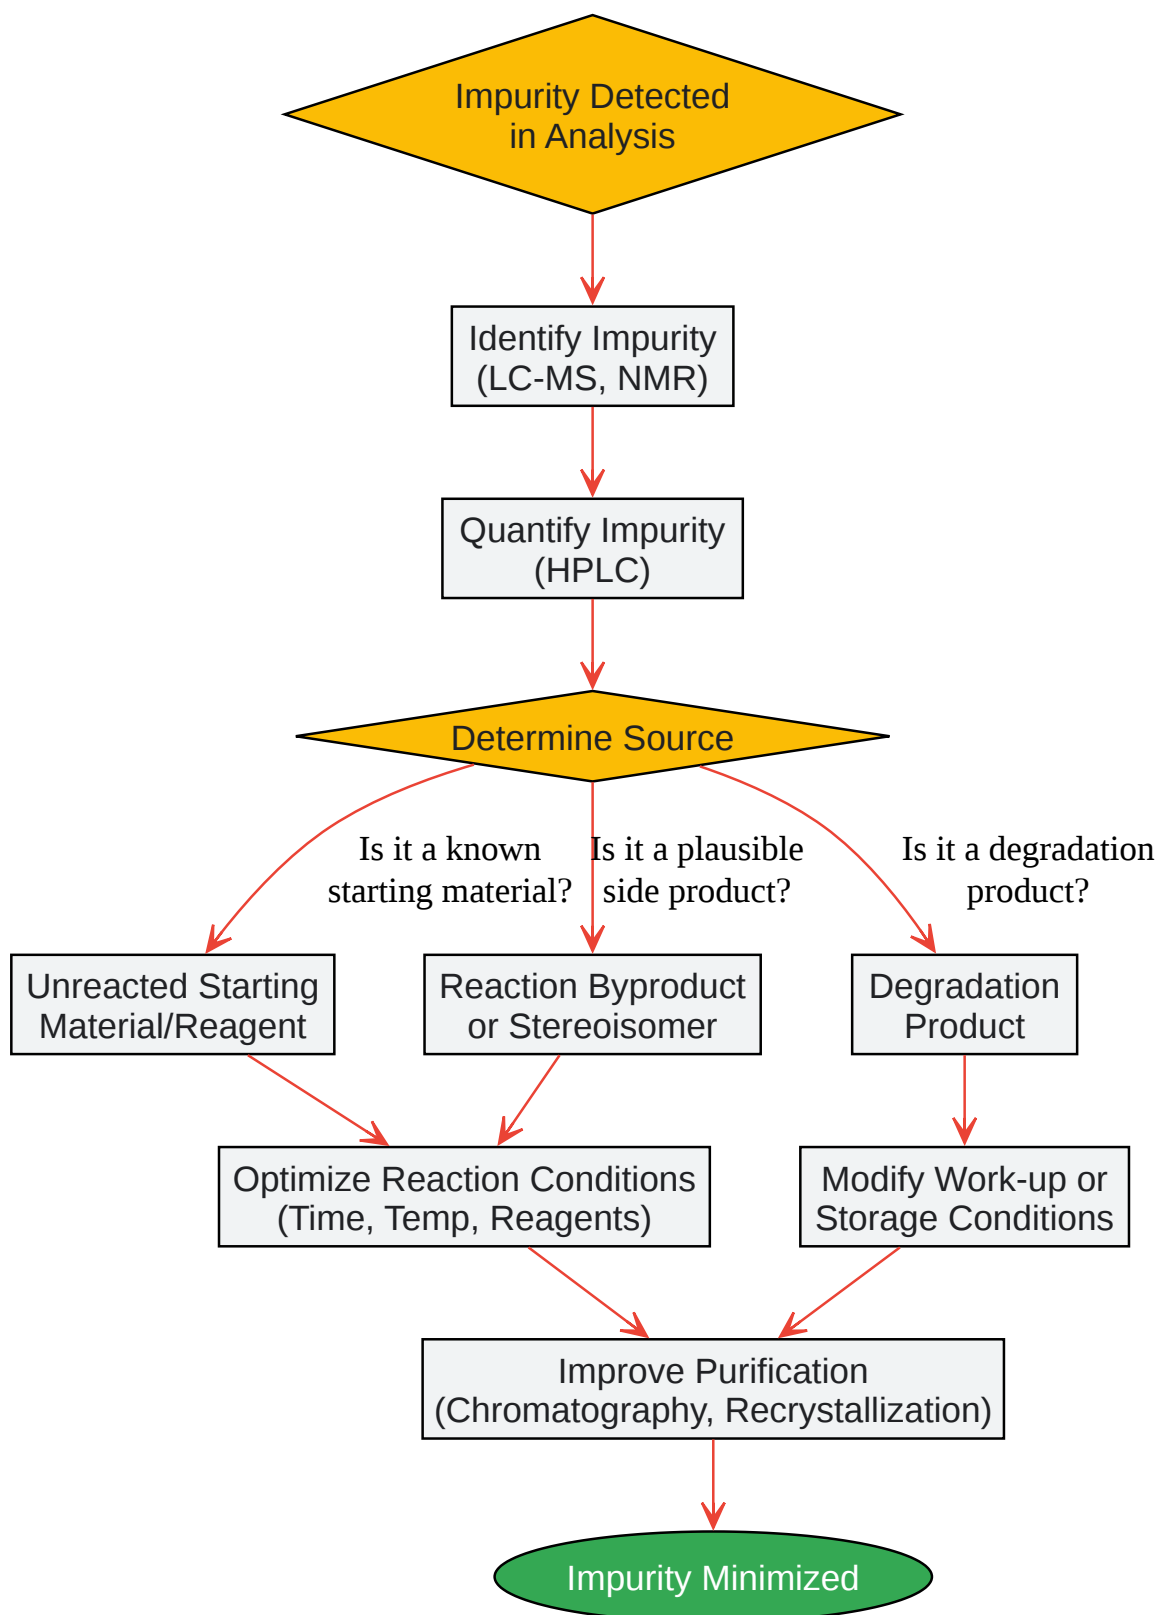 Impurity Detected
in Analysis
Identify Impurity
(LC-MS, NMR)
Quantify Impurity
(HPLC)
Determine Source
Is it a known
starting material?
Is it a plausible
side product?
Is it a degradation
product?
Unreacted Starting
Material/Reagent
Reaction Byproduct
or Stereoisomer
Degradation
Product
Optimize Reaction Conditions
(Time, Temp, Reagents)
Modify Work-up or
Storage Conditions
Improve Purification
(Chromatography, Recrystallization)
Impurity Minimized